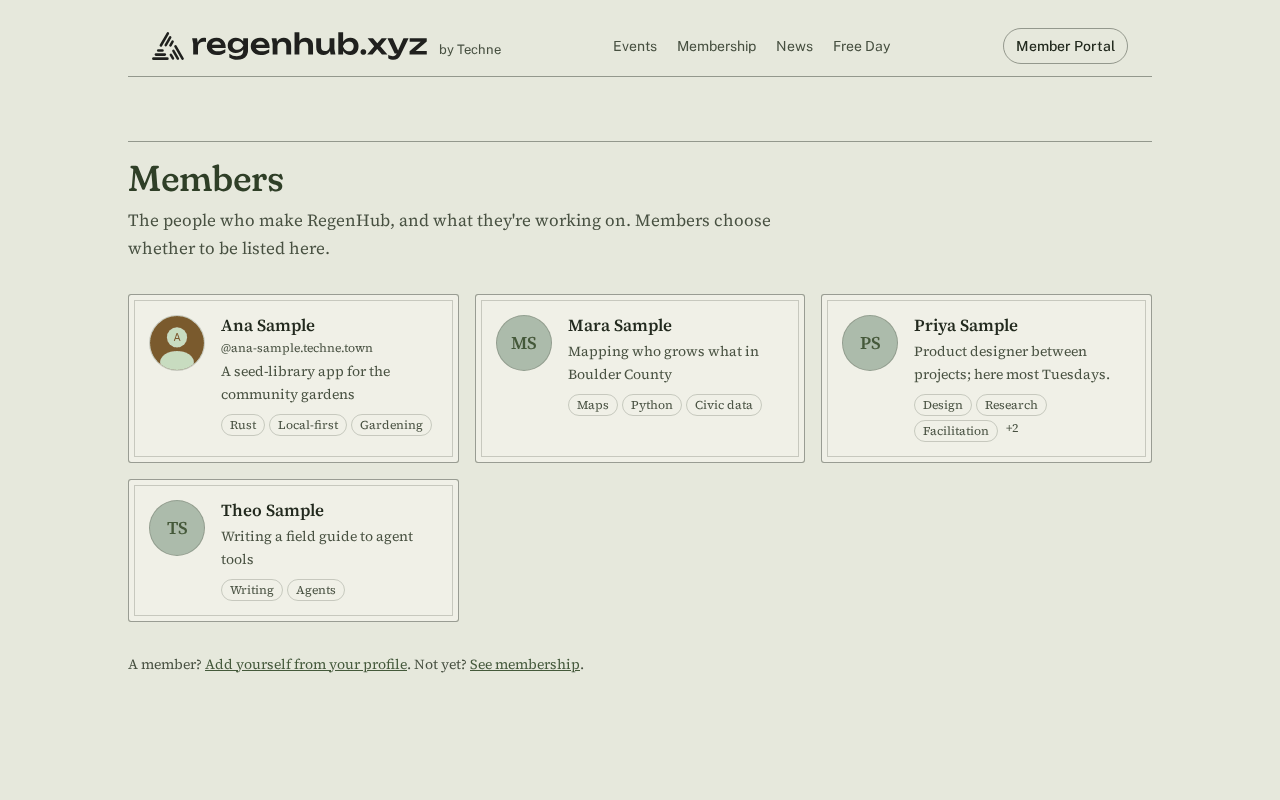 regenhub.xyz by Techne
Events Membership News Free Day
Member Portal
Members
The people who make RegenHub, and what they're working on. Members choose
whether to be listed here.
A
Ana Sample
@ana-sample.techne.town
A seed-library app for the
community gardens
Rust Local-first Gardening
MS
Mara Sample
Mapping who grows what in
Boulder County
Maps Python Civic data
PS
Priya Sample
Product designer between
projects; here most Tuesdays.
Design Research
Facilitation +2
TS
Theo Sample
Writing a field guide to agent
tools
Writing Agents
A member? Add yourself from your profile. Not yet? See membership.